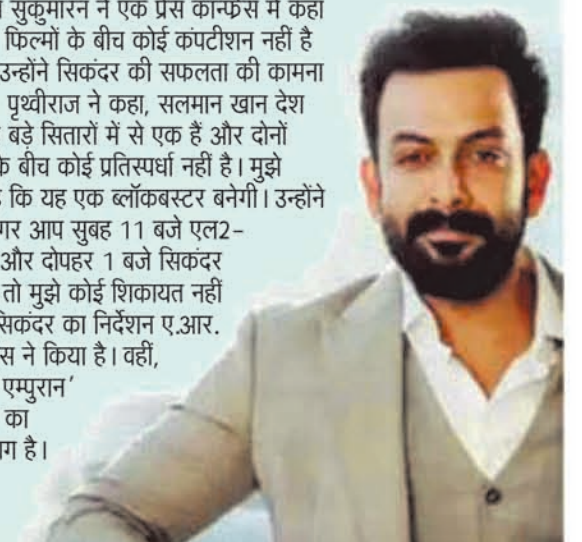 सुकुमारन ने एक प्रेस कॉन्फ्रेंस में कहा
फिल्मों के बीच कोई कंपटीशन नहीं है
उन्होंने सिकंदर की सफलता की कामना
पृथ्वीराज ने कहा, सलमान खान देश
बड़े सितारों में से एक हैं और दोनों
के बीच कोई प्रतिस्पर्धा नहीं है। मुझे
कि यह एक ब्लॉकबस्टर बनेगी। उन्होंने
गर आप सुबह 11 बजे एल2-
और दोपहर 1 बजे सिकंदर
तो मुझे कोई शिकायत नहीं
सिकंदर का निर्देशन ए.आर.
स ने किया है। वहीं,
एम्पुरान’
का
ग है।